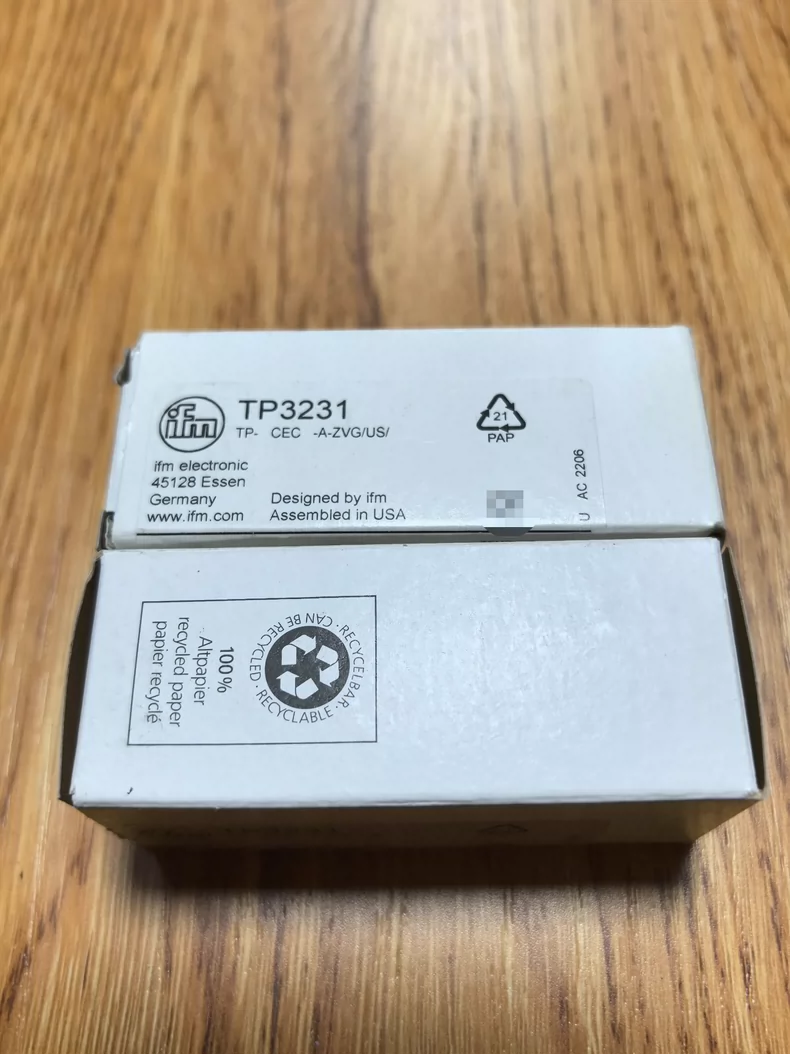 ifm
TP3231
TP- CEC -A-ZVG/US/
ifm electronic
45128 Essen
Germany
www.ifm.com
Designed by ifm
Assembled in USA
21
PAP
U AC 2206
100%
Altpapier
recycled paper
papier recyclé
RECYCELBAR · CAN BE RECYCLED · RECYCLABLE ·